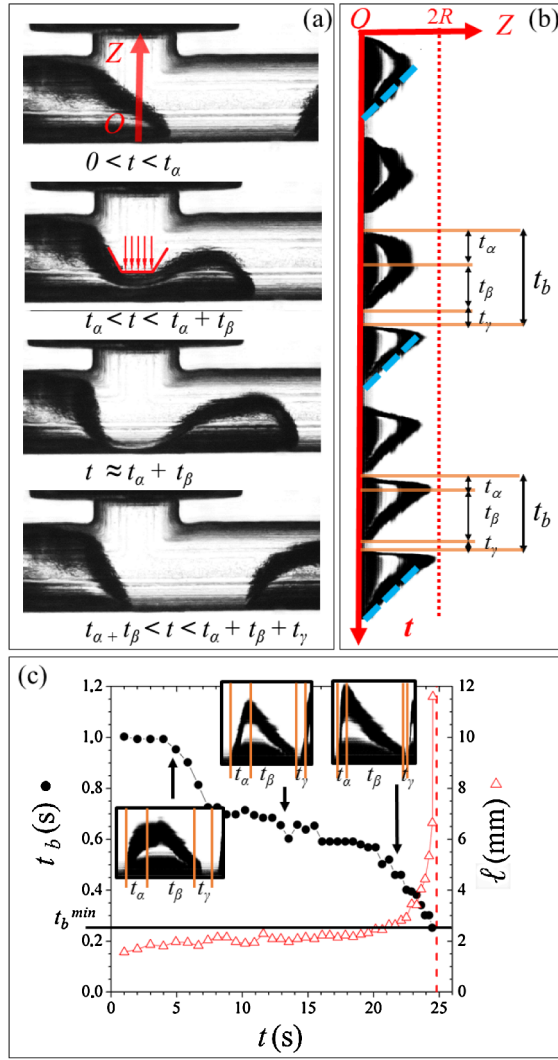 (a)
Z
O
0 < t < tα
tα < t < tα + tβ
t ≈ tα + tβ
tα + tβ < t < tα + tβ + tγ
(b)
O 2R Z
tα
tβ
tb
tγ
tα
tβ
tb
tγ
t
(c)
1,2 12
1,0 10
0,8 8
0,6 6
0,4 4
0,2 2
0,0 0
tb min
tb (s)
ℓ (mm)
tα tβ tγ
tα tβ tγ
tα tβ tγ
0 5 10 15 20 25
t (s)